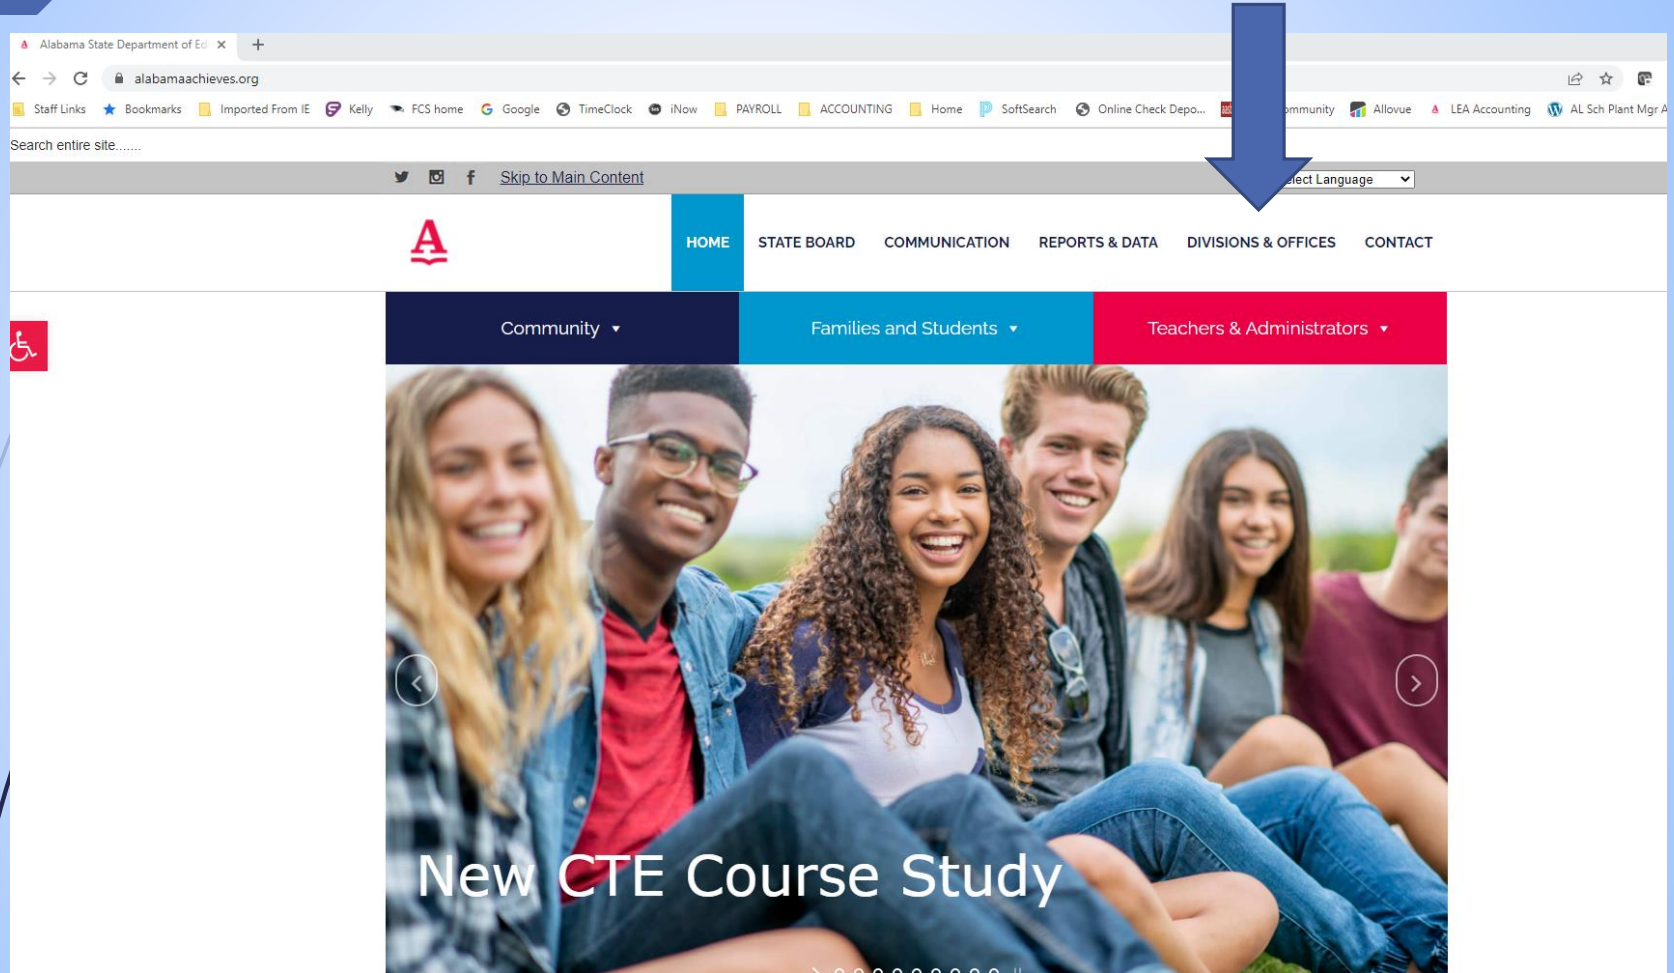 Alabama State Department of Ed
alabamaachieves.org
Staff Links Bookmarks Imported From IE Kelly FCS home Google TimeClock iNow PAYROLL ACCOUNTING Home SoftSearch Online Check Depo... Allovue LEA Accounting AL Sch Plant Mgr A
Search entire site.......
Skip to Main Content Language
A HOME STATE BOARD COMMUNICATION REPORTS & DATA DIVISIONS & OFFICES CONTACT
Community Families and Students Teachers & Administrators
New CTE Course Study